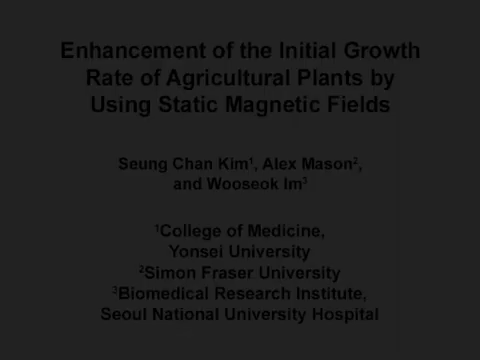 Enhancement of the Initial Growth
Rate of Agricultural Plants by
Using Static Magnetic Fields
Seung Chan Kim¹, Alex Mason²,
and Wooseok Im³
¹College of Medicine,
Yonsei University
²Simon Fraser University
³Biomedical Research Institute,
Seoul National University Hospital